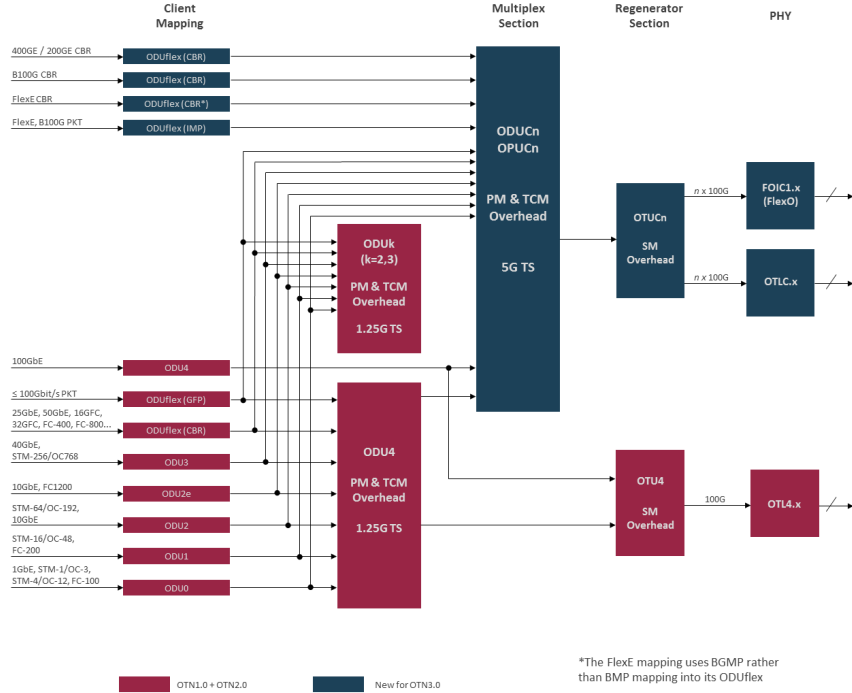 Client
Mapping
Multiplex
Section
Regenerator
Section
PHY
400GE / 200GE CBR
ODUflex (CBR)
B100G CBR
ODUflex (CBR)
FlexE CBR
ODUflex (CBR*)
FlexE, B100G PKT
ODUflex (IMP)
ODUCn
OPUCn
PM & TCM
Overhead
5G TS
OTUCn
SM
Overhead
n x 100G
FOIC1.x
(FlexO)
n x 100G
OTLC.x
ODUk
(k=2,3)
PM & TCM
Overhead
1.25G TS
100GbE
ODU4
≤ 100Gbit/s PKT
ODUflex (GFP)
25GbE, 50GbE, 16GFC,
32GFC, FC-400, FC-800...
ODUflex (CBR)
40GbE,
STM-256/OC768
ODU3
10GbE, FC1200
ODU2e
STM-64/OC-192,
10GbE
ODU2
STM-16/OC-48,
FC-200
ODU1
1GbE, STM-1/OC-3,
STM-4/OC-12, FC-100
ODU0
ODU4
PM & TCM
Overhead
1.25G TS
OTU4
SM
Overhead
100G
OTL4.x
OTN1.0 + OTN2.0
New for OTN3.0
*The FlexE mapping uses BGMP rather
than BMP mapping into its ODUflex